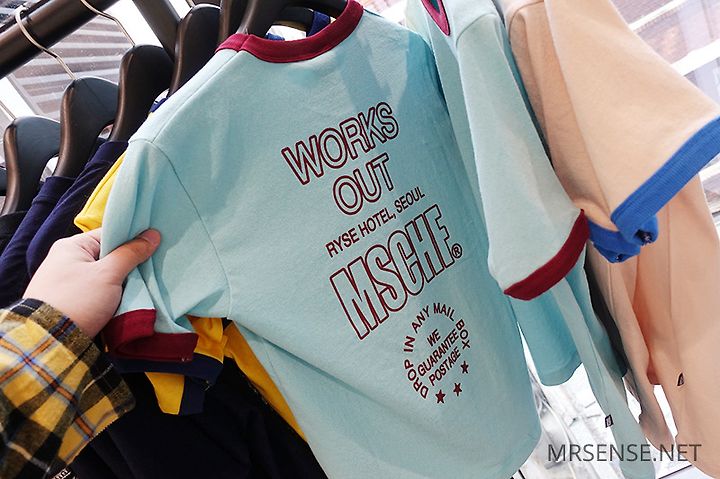 WORKS
OUT
RYSE HOTEL, SEOUL
MSCHF®
DROP IN ANY MAIL BOX
WE
GUARANTEE
POSTAGE
MRSENSE.NET